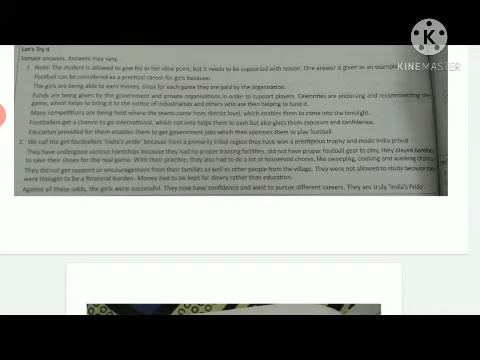 K
KINEMASTER
Let's Try 4
Sample answers. Answers may vary.
1. Note: The student is allowed to give his or her view point, but it needs to be supported with reason. One answer is given as an example
Football can be considered as a practical career for girls because:
The girls are being able to earn money, since for each game they are paid by the organisation.
Funds are being given by the government and private organisations in order to support players. Celebrities are endorsing and recommending the
game, which helps to bring it to the notice of industrialists and others who are then helping to fund it.
Many competitions are being held where the teams come from district level, which enables them to come into the limelight.
Footballers get a chance to go international, which not only helps them to earn but also gives them exposure and confidence.
Education provided for them enables them to get government jobs which then sponsors them to play football.
2. We call the girl footballers 'India's pride' because from a primarily tribal region they have won a prestigious trophy and made India proud.
They have undergone various hardships because they had no proper training facilities, did not have proper football gear to play, they played barefoot
to save their shoes for the real game. With their practice, they also had to do a lot of household chores, like sweeping, cooking and washing clothes.
They did not get support or encouragement from their families as well as other people from the village. They were not allowed to study because they
were thought to be a financial burden. Money had to be kept for dowry rather than education.
Against all these odds, the girls were successful. They now have confidence and want to pursue different careers. They are truly 'India's Pride'.